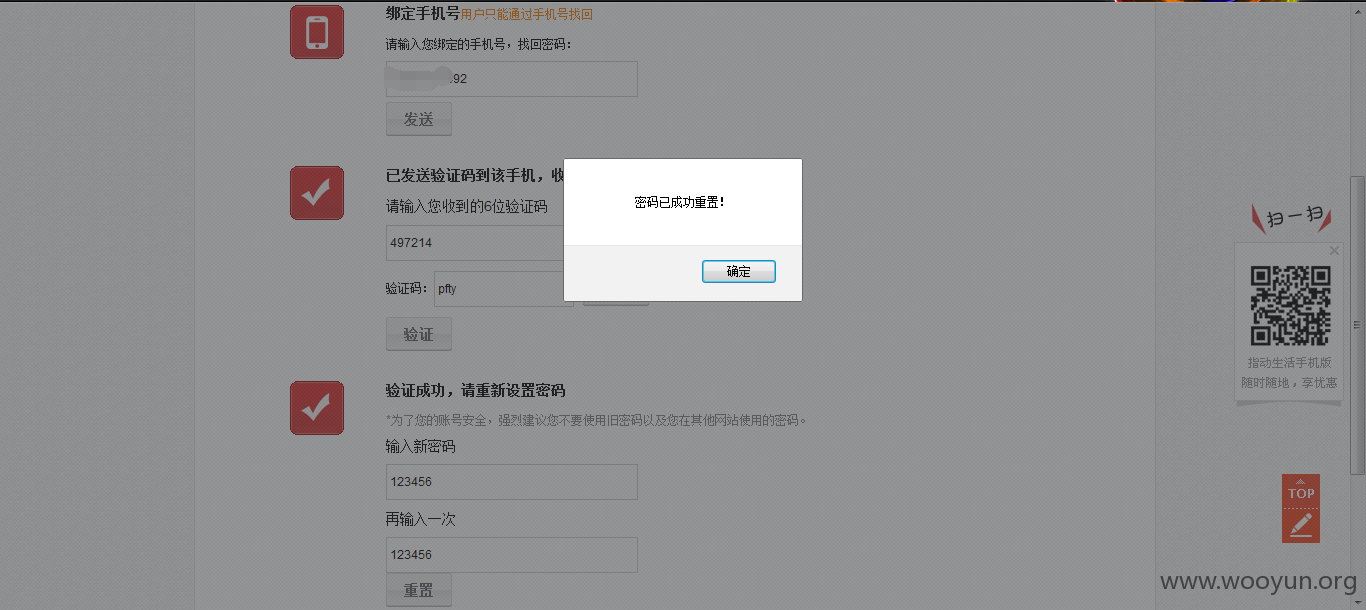 绑定手机号用户只能通过手机号找回
请输入您绑定的手机号，找回密码：
92
发送
已发送验证码到该手机，收
请输入您收到的6位验证码
497214
验证码：
pfty
验证
密码已成功重置！
确定
验证成功，请重新设置密码
*为了您的账号安全，强烈建议您不要使用旧密码以及您在其他网站使用的密码。
输入新密码
123456
再输入一次
123456
重置
扫一扫
指动生活手机版
随时随地，享优惠
TOP
www.wooyun.org